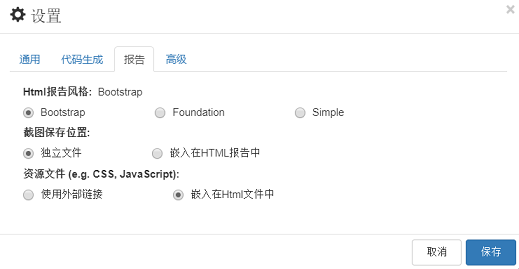 设置
通用 代码生成 报告 高级
Html报告风格: Bootstrap
Bootstrap Foundation Simple
截图保存位置:
独立文件 嵌入在HTML报告中
资源文件 (e.g. CSS, JavaScript):
使用外部链接 嵌入在Html文件中
取消 保存